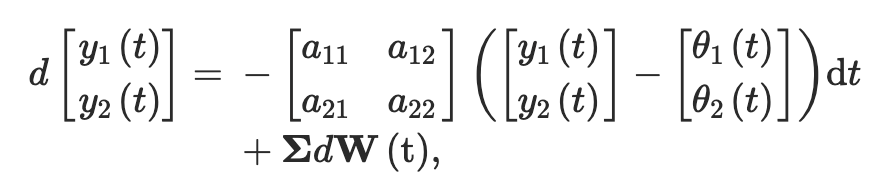 d [y₁(t) y₂(t)] = − [a₁₁ a₁₂ a₂₁ a₂₂] ([y₁(t) y₂(t)] − [θ₁(t) θ₂(t)]) dt
+ ΣdW(t),